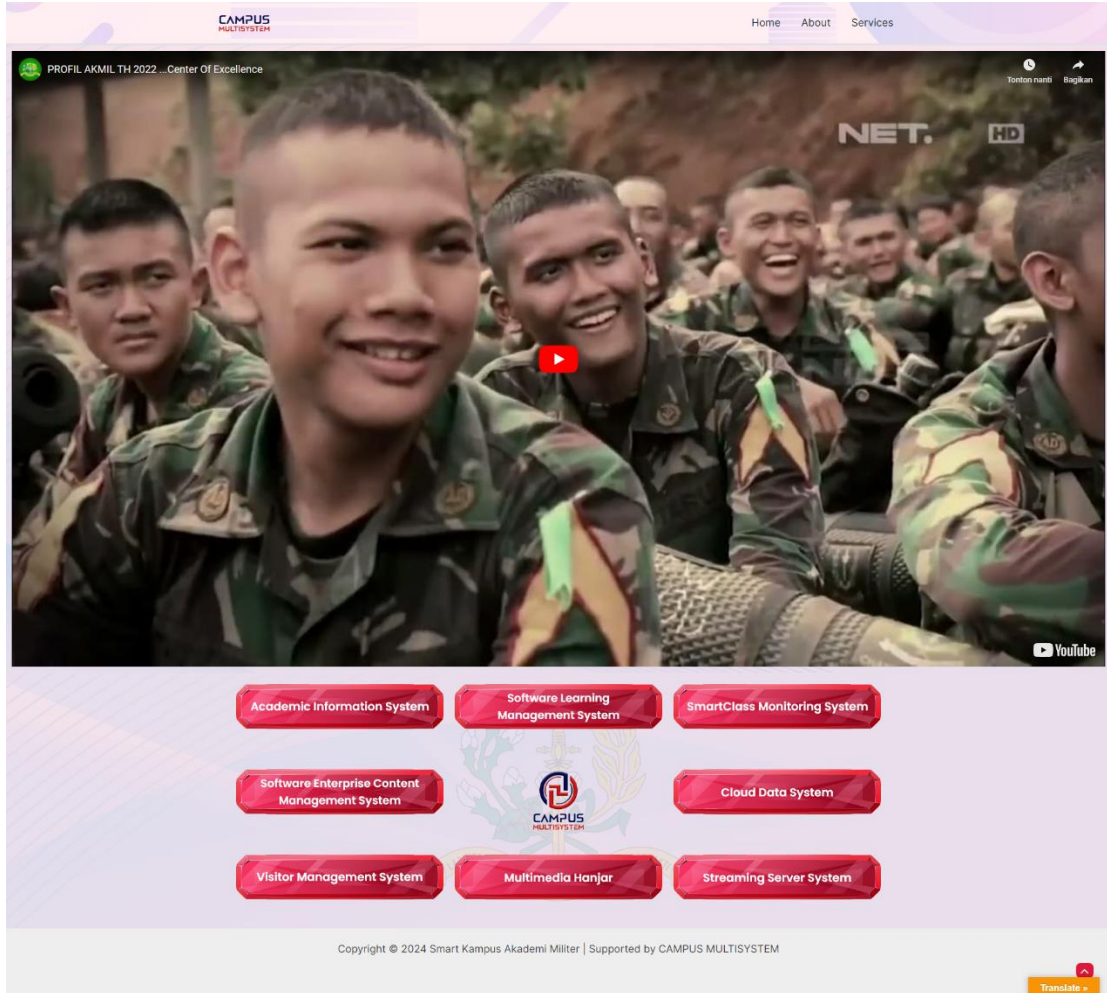 CAMPUS
MULTISYSTEM
Home About Services
PROFIL AKMIL TH 2022 ...Center Of Excellence
Tonton nanti Bagikan
NET. HD
YouTube
Academic Information System
Software Learning
Management System
SmartClass Monitoring System
Software Enterprise Content
Management System
CAMPUS
MULTISYSTEM
Cloud Data System
Visitor Management System
Multimedia Hanjar
Streaming Server System
Copyright © 2024 Smart Kampus Akademi Militer | Supported by CAMPUS MULTISYSTEM
Translate »